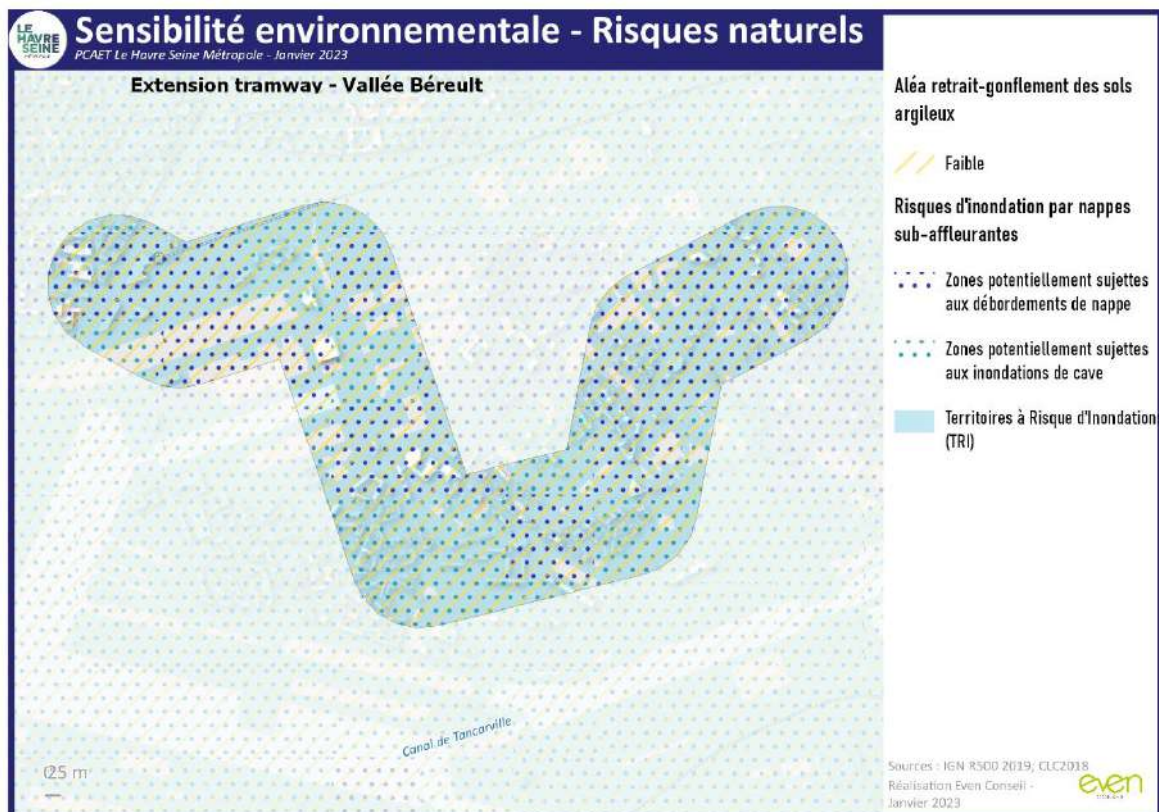 LE
HAVRE
SEINE
Sensibilité environnementale - Risques naturels
PCAET Le Havre Seine Métropole - Janvier 2023
Extension tramway - Vallée Béreult
Aléa retrait-gonflement des sols
argileux
Faible
Risques d'inondation par nappes
sub-affleurantes
Zones potentiellement sujettes
aux débordements de nappe
Zones potentiellement sujettes
aux inondations de cave
Territoires à Risque d'Inondation
(TRI)
Canal de Tancarville
25 m
Sources : IGN R500 2019; CLC2018
Réalisation Even Conseil -
Janvier 2023
even